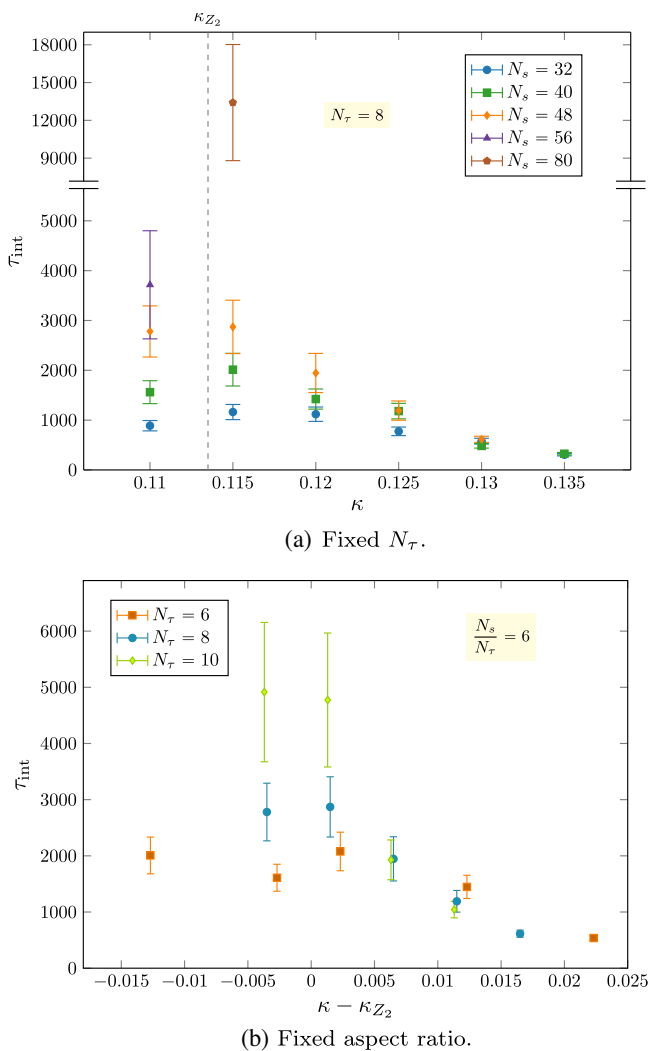 κ_{Z_2}
18000
15000
12000
9000
5000
4000
3000
2000
1000
0
τ_int
N_τ = 8
N_s = 32
N_s = 40
N_s = 48
N_s = 56
N_s = 80
0.11 0.115 0.12 0.125 0.13 0.135
κ
(a) Fixed N_τ.
6000
5000
4000
3000
2000
1000
0
τ_int
N_τ = 6
N_τ = 8
N_τ = 10
N_s/N_τ = 6
−0.015 −0.01 −0.005 0 0.005 0.01 0.015 0.02 0.025
κ − κ_{Z_2}
(b) Fixed aspect ratio.